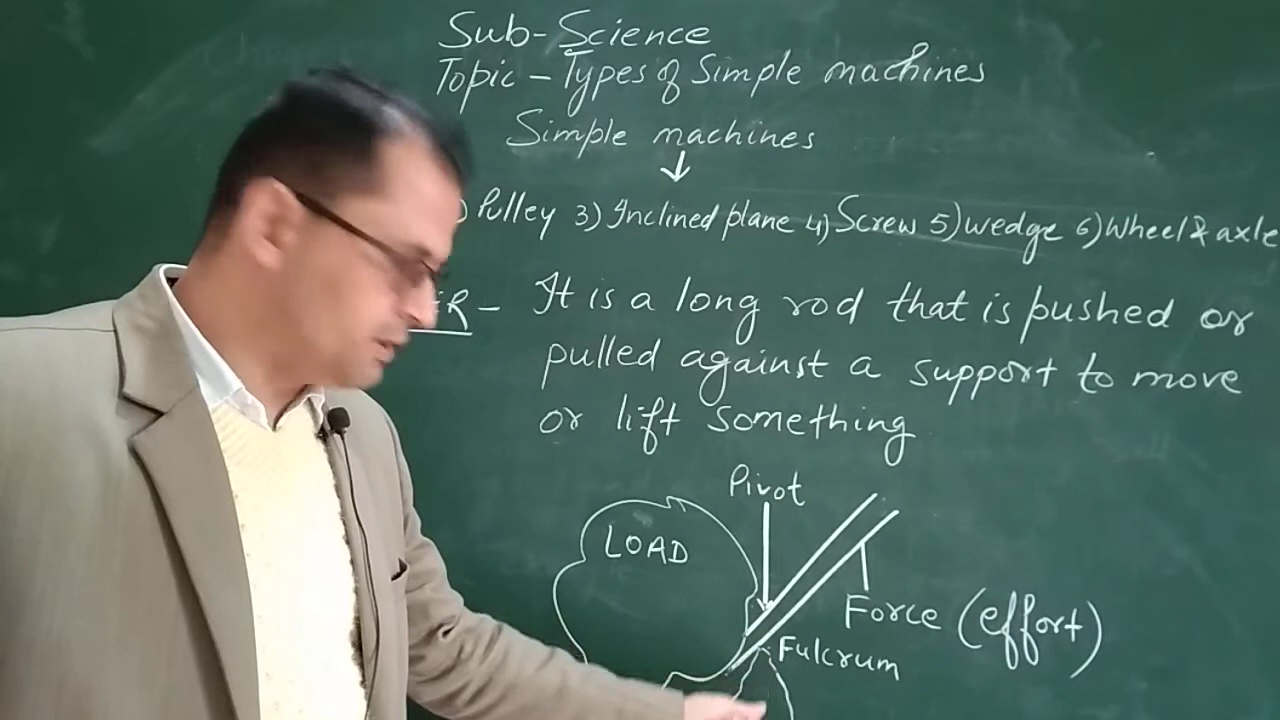 Sub-Science
Topic - Types of Simple machines
Simple machines
) Pulley 3) Inclined plane 4) Screw 5) wedge 6) Wheel & axle
It is a long rod that is pushed or
pulled against a support to move
or lift something
Pivot
LOAD
Force (effort)
Fulcrum